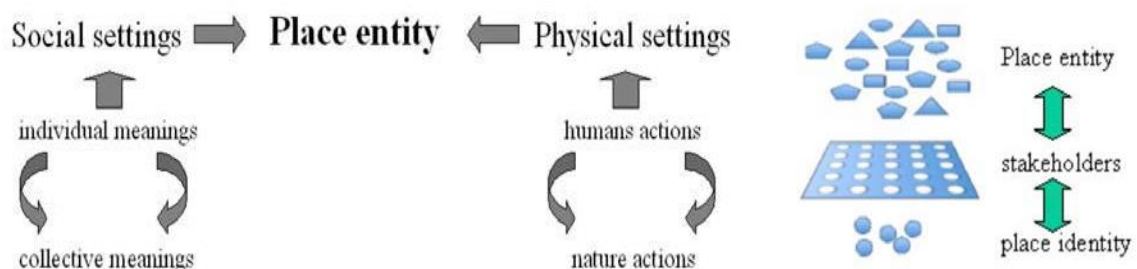 Social settings
Place entity
Physical settings
individual meanings
humans actions
collective meanings
nature actions
Place entity
stakeholders
place identity